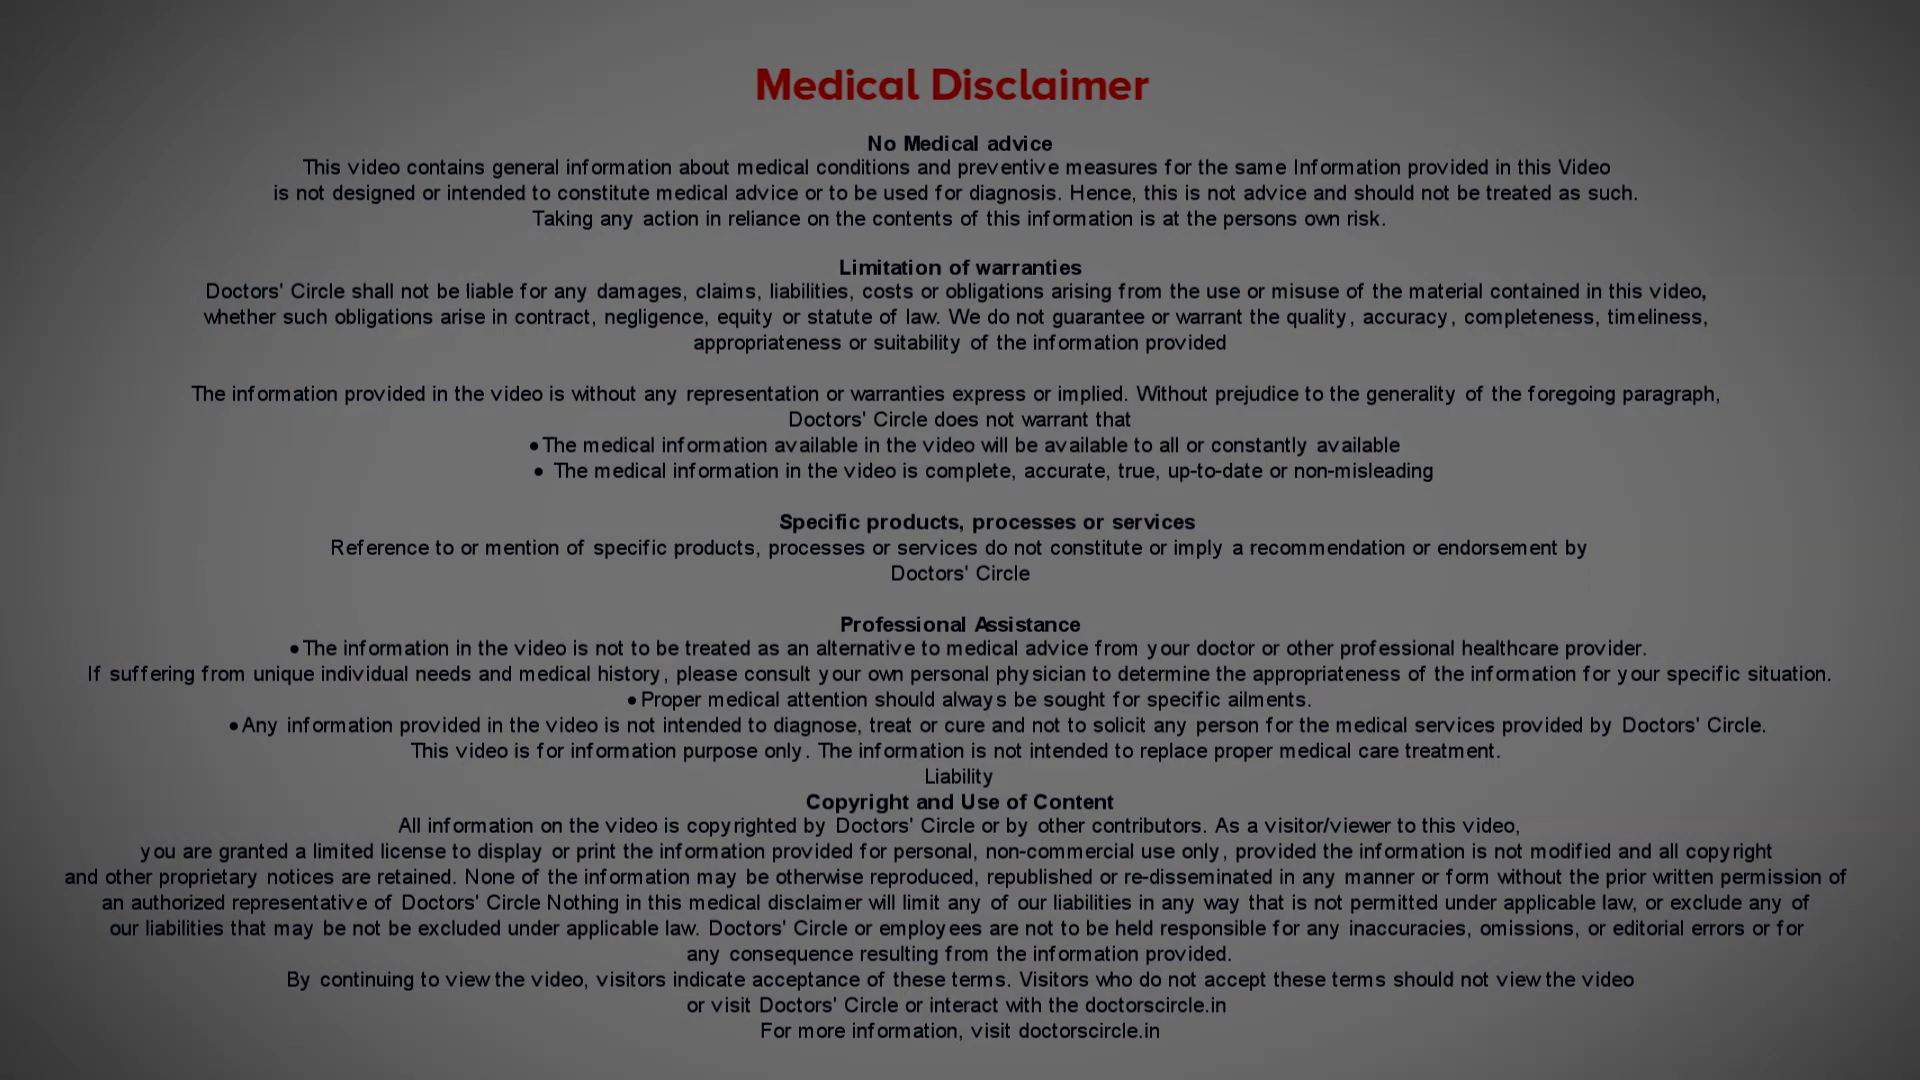 Medical Disclaimer
No Medical advice
This video contains general information about medical conditions and preventive measures for the same Information provided in this Video
is not designed or intended to constitute medical advice or to be used for diagnosis. Hence, this is not advice and should not be treated as such.
Taking any action in reliance on the contents of this information is at the persons own risk.
Limitation of warranties
Doctors' Circle shall not be liable for any damages, claims, liabilities, costs or obligations arising from the use or misuse of the material contained in this video,
whether such obligations arise in contract, negligence, equity or statute of law. We do not guarantee or warrant the quality, accuracy, completeness, timeliness,
appropriateness or suitability of the information provided
The information provided in the video is without any representation or warranties express or implied. Without prejudice to the generality of the foregoing paragraph,
Doctors' Circle does not warrant that
•The medical information available in the video will be available to all or constantly available
• The medical information in the video is complete, accurate, true, up-to-date or non-misleading
Specific products, processes or services
Reference to or mention of specific products, processes or services do not constitute or imply a recommendation or endorsement by
Doctors' Circle
Professional Assistance
•The information in the video is not to be treated as an alternative to medical advice from your doctor or other professional healthcare provider.
If suffering from unique individual needs and medical history, please consult your own personal physician to determine the appropriateness of the information for your specific situation.
•Proper medical attention should always be sought for specific ailments.
•Any information provided in the video is not intended to diagnose, treat or cure and not to solicit any person for the medical services provided by Doctors' Circle.
This video is for information purpose only. The information is not intended to replace proper medical care treatment.
Liability
Copyright and Use of Content
All information on the video is copyrighted by Doctors' Circle or by other contributors. As a visitor/viewer to this video,
you are granted a limited license to display or print the information provided for personal, non-commercial use only, provided the information is not modified and all copyright
and other proprietary notices are retained. None of the information may be otherwise reproduced, republished or re-disseminated in any manner or form without the prior written permission of
an authorized representative of Doctors' Circle Nothing in this medical disclaimer will limit any of our liabilities in any way that is not permitted under applicable law, or exclude any of
our liabilities that may be not be excluded under applicable law. Doctors' Circle or employees are not to be held responsible for any inaccuracies, omissions, or editorial errors or for
any consequence resulting from the information provided.
By continuing to view the video, visitors indicate acceptance of these terms. Visitors who do not accept these terms should not view the video
or visit Doctors' Circle or interact with the doctorscircle.in
For more information, visit doctorscircle.in